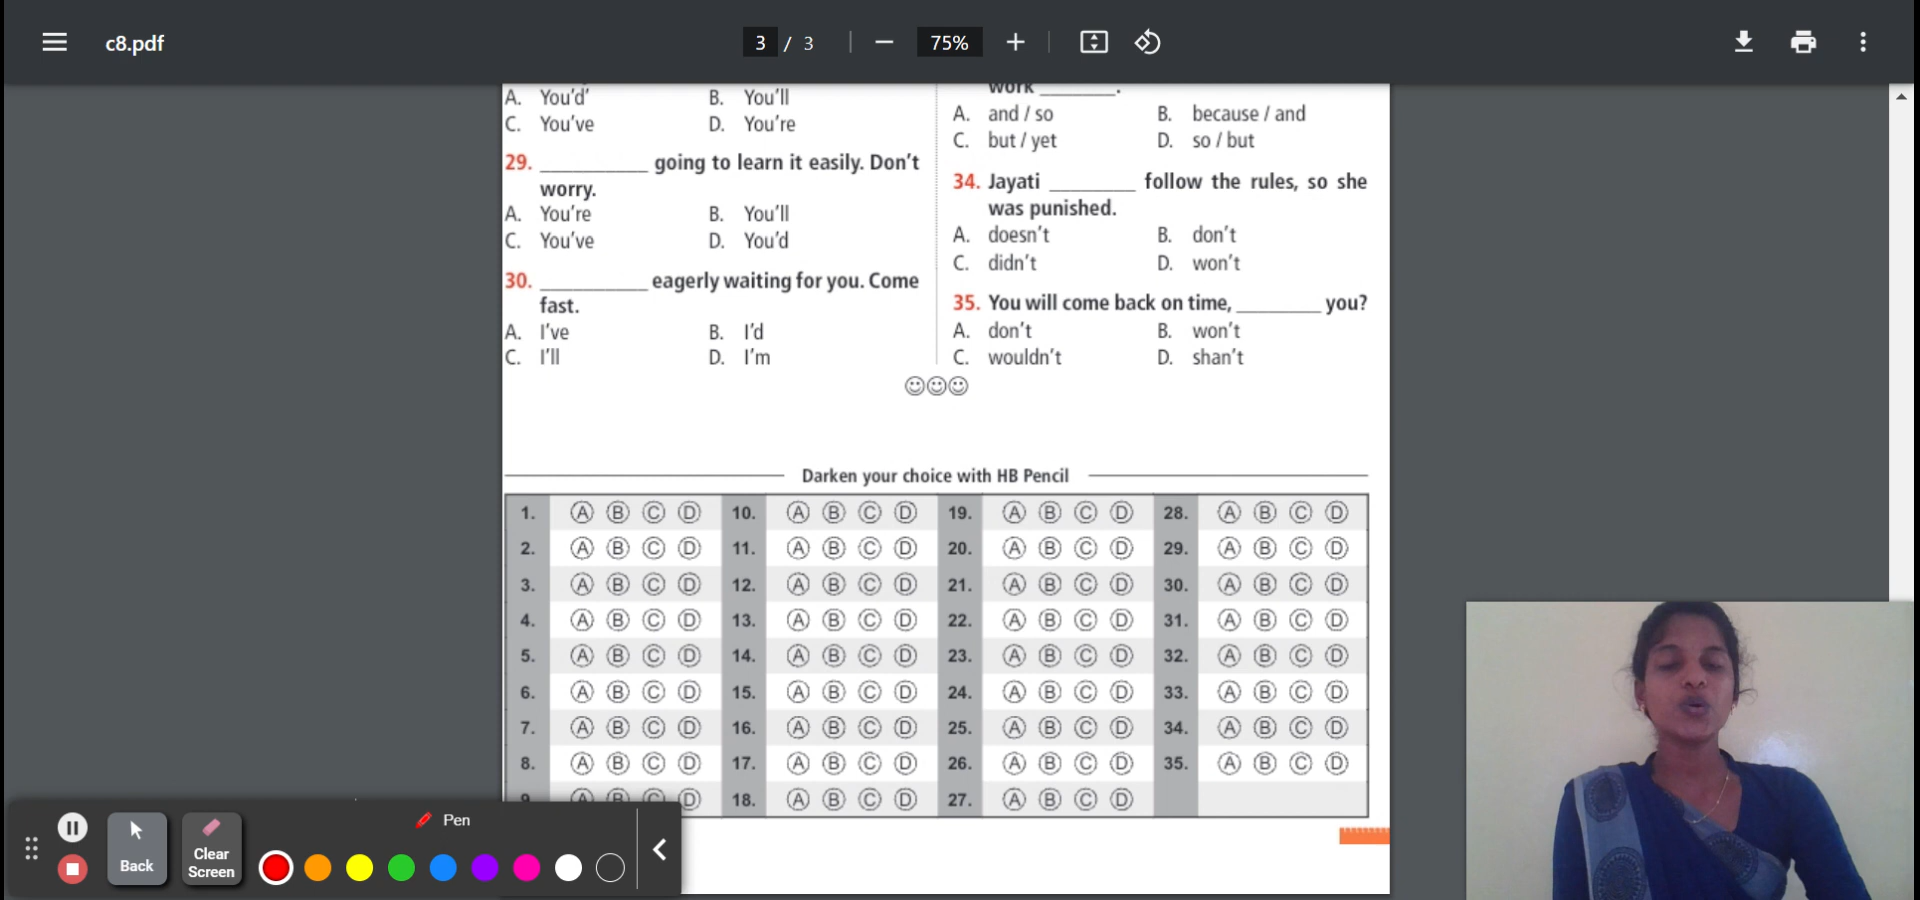 c8.pdf
3 / 3
75%
A. You'd' B. You'll
C. You've D. You're
29. __________ going to learn it easily. Don't
worry.
A. You're B. You'll
C. You've D. You'd
30. __________ eagerly waiting for you. Come
fast.
A. I've B. I'd
C. I'll D. I'm
work _______.
A. and / so B. because / and
C. but / yet D. so / but
34. Jayati ________ follow the rules, so she
was punished.
A. doesn't B. don't
C. didn't D. won't
35. You will come back on time, ________ you?
A. don't B. won't
C. wouldn't D. shan't
Darken your choice with HB Pencil
1. A B C D 10. A B C D 19. A B C D 28. A B C D
2. A B C D 11. A B C D 20. A B C D 29. A B C D
3. A B C D 12. A B C D 21. A B C D 30. A B C D
4. A B C D 13. A B C D 22. A B C D 31. A B C D
5. A B C D 14. A B C D 23. A B C D 32. A B C D
6. A B C D 15. A B C D 24. A B C D 33. A B C D
7. A B C D 16. A B C D 25. A B C D 34. A B C D
8. A B C D 17. A B C D 26. A B C D 35. A B C D
9. A B C D 18. A B C D 27. A B C D
Pen
Back
Clear
Screen